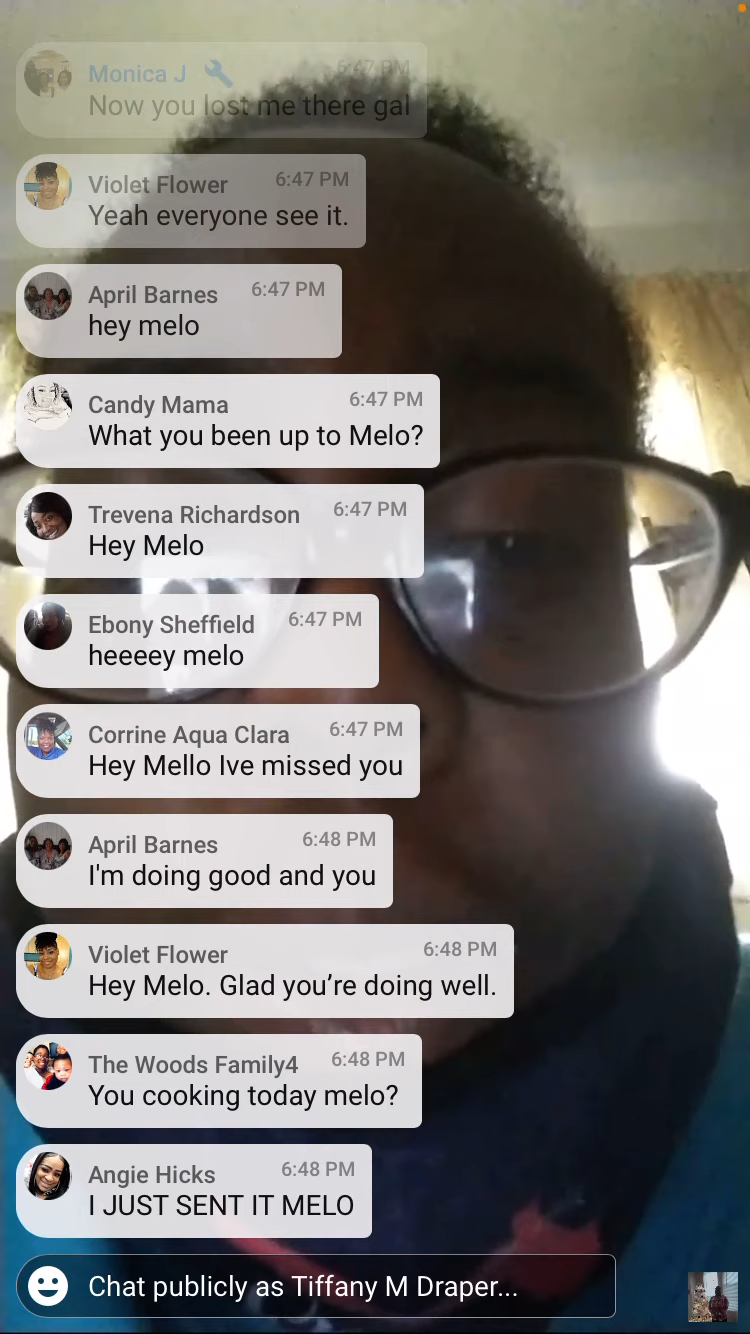 Monica J 6:47 PM
Now you lost me there gal
Violet Flower 6:47 PM
Yeah everyone see it.
April Barnes 6:47 PM
hey melo
Candy Mama 6:47 PM
What you been up to Melo?
Trevena Richardson 6:47 PM
Hey Melo
Ebony Sheffield 6:47 PM
heeeey melo
Corrine Aqua Clara 6:47 PM
Hey Mello Ive missed you
April Barnes 6:48 PM
I'm doing good and you
Violet Flower 6:48 PM
Hey Melo. Glad you’re doing well.
The Woods Family4 6:48 PM
You cooking today melo?
Angie Hicks 6:48 PM
I JUST SENT IT MELO
Chat publicly as Tiffany M Draper...